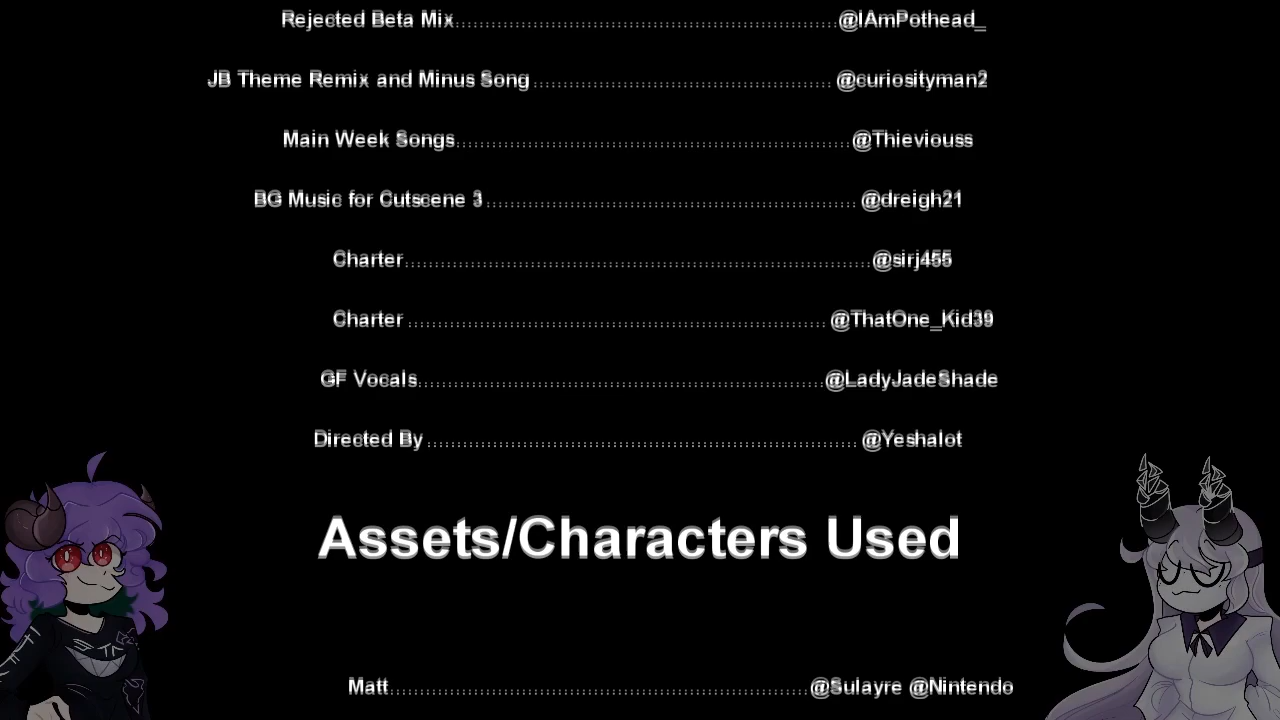 Rejected Beta Mix..................................................@IAmPothead_
JB Theme Remix and Minus Song..................................................@curiosityman2
Main Week Songs..................................................@Thieviouss
BG Music for Cutscene 3..................................................@dreigh21
Charter..................................................@sirj455
Charter..................................................@ThatOne_Kid39
GF Vocals..................................................@LadyJadeShade
Directed By..................................................@Yeshalot
Assets/Characters Used
Matt..................................................@Sulayre @Nintendo